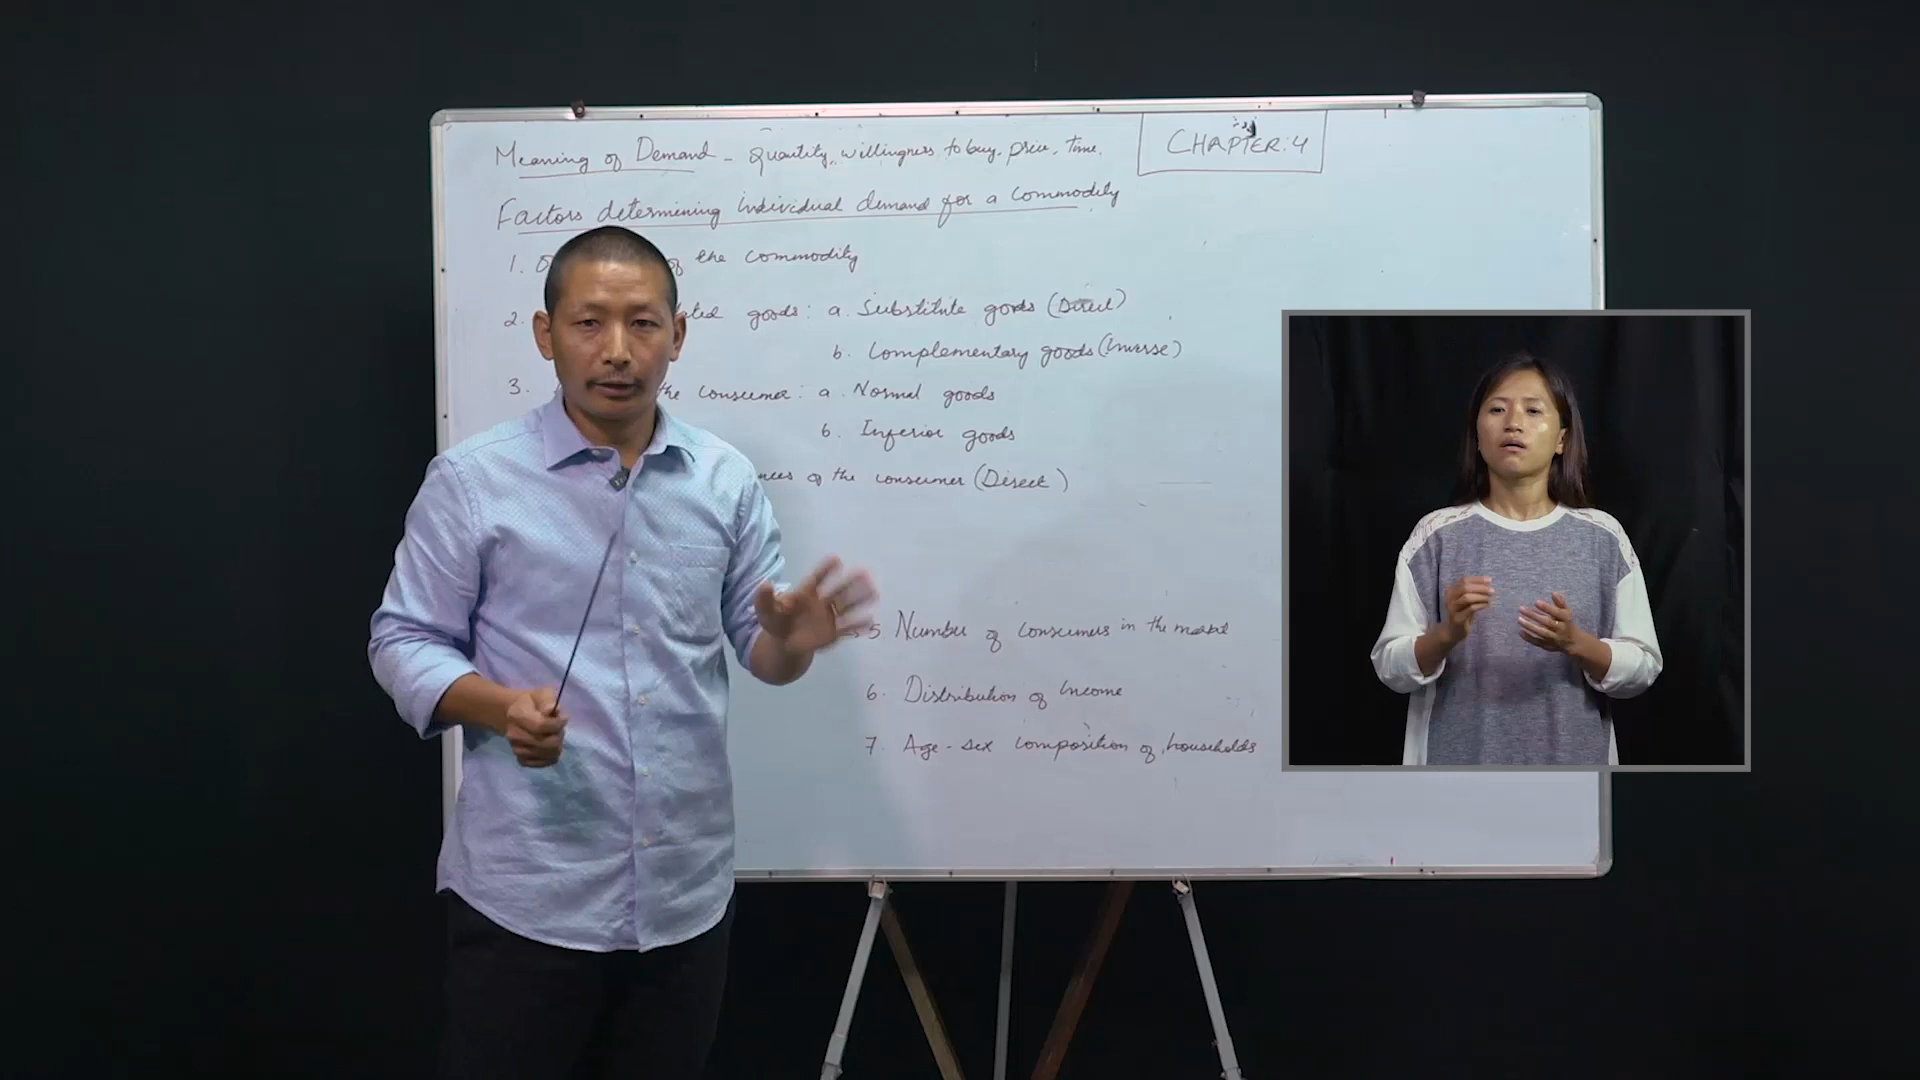 Meaning of Demand - Quantity, willingness to buy, price, time.
CHAPTER: 4
Factors determining individual demand for a commodity
1. of the commodity
2. goods: a. Substitute goods (Direct)
b. Complementary goods (Inverse)
3. the consumer: a. Normal goods
b. Inferior goods
of the consumer (Direct)
5. Number of consumers in the market
6. Distribution of Income
7. Age - sex composition of households